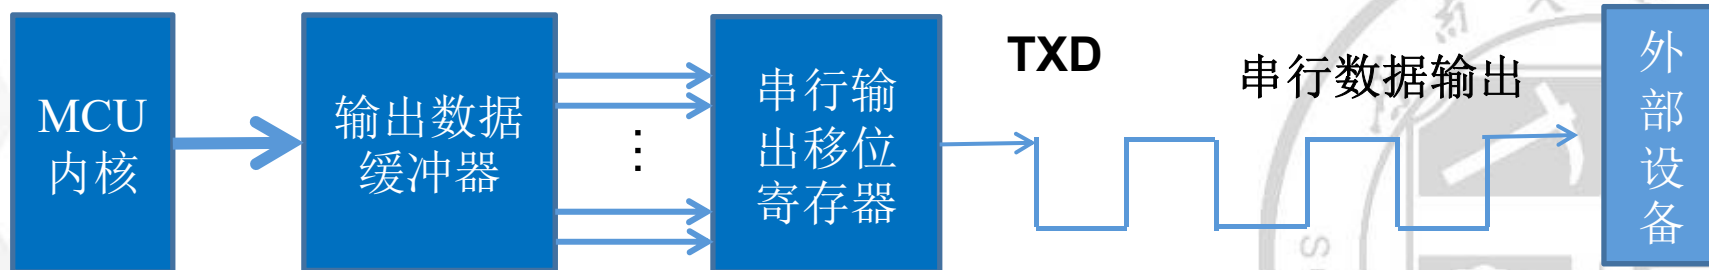 MCU
内核
输出数据
缓冲器
⋮
串行输
出移位
寄存器
TXD
串行数据输出
外
部
设
备